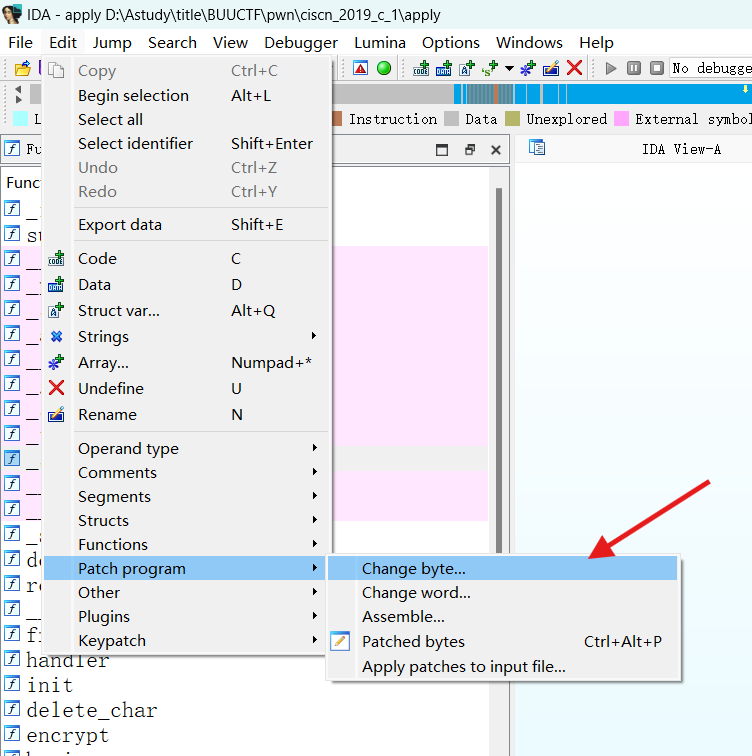 IDA - apply D:\Astudy\title\BUUCTF\pwn\ciscn_2019_c_1\apply
File Edit Jump Search View Debugger Lumina Options Windows Help
No debugge
Copy Ctrl+C
Begin selection Alt+L
Select all
Select identifier Shift+Enter
Undo Ctrl+Z
Redo Ctrl+Y
Export data Shift+E
Code C
Data D
Struct var... Alt+Q
Strings
Array... Numpad+*
Undefine U
Rename N
Operand type
Comments
Segments
Structs
Functions
Patch program
Other
Plugins
Keypatch
Change byte...
Change word...
Assemble...
Patched bytes Ctrl+Alt+P
Apply patches to input file...
L
Instruction Data Unexplored External symbo
Fu
IDA View-A
Func
handler
init
delete_char
encrypt